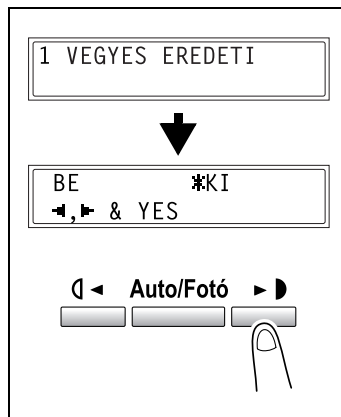 1 VEGYES EREDETI
BE *KI
◄,► & YES
◄ Auto/Fotó ►